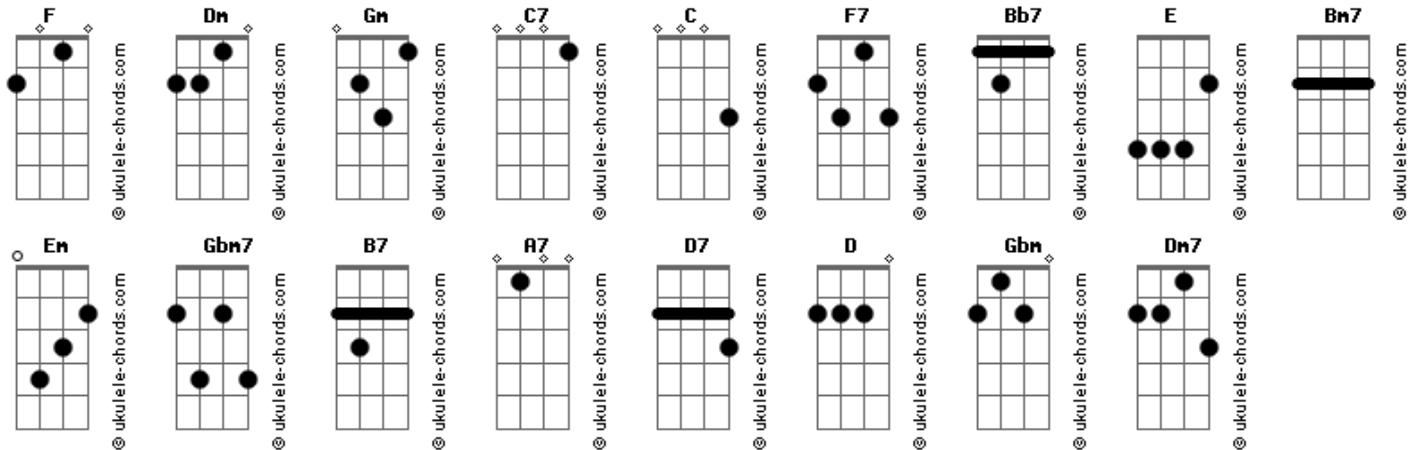 F Dm Gm C7 C F7 Bb7 E Bm7
© ukulele-chords.com © ukulele-chords.com © ukulele-chords.com © ukulele-chords.com © ukulele-chords.com © ukulele-chords.com © ukulele-chords.com © ukulele-chords.com © ukulele-chords.com
Em Gbm7 B7 A7 D7 D Gbm Dm7
© ukulele-chords.com © ukulele-chords.com © ukulele-chords.com © ukulele-chords.com © ukulele-chords.com © ukulele-chords.com © ukulele-chords.com © ukulele-chords.com